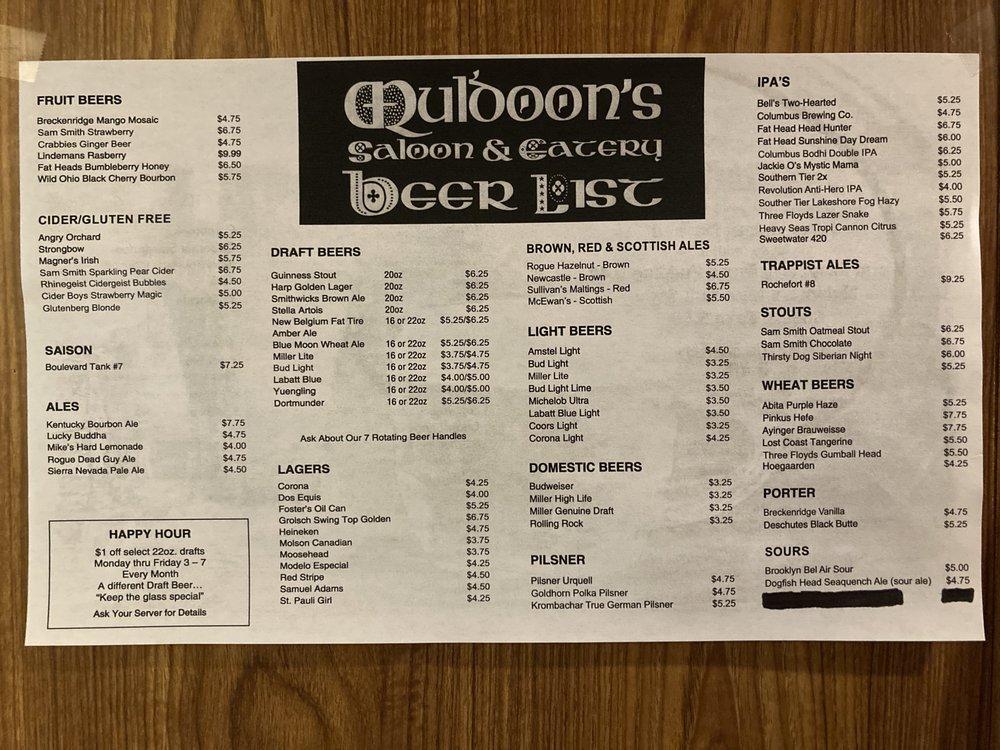 FRUIT BEERS
Breckenridge Mango Mosaic $4.75
Sam Smith Strawberry $6.75
Crabbies Ginger Beer $4.75
Lindemans Rasberry $9.99
Fat Heads Bumbleberry Honey $6.50
Wild Ohio Black Cherry Bourbon $5.75
CIDER/GLUTEN FREE
Angry Orchard $5.25
Strongbow $6.25
Magner's Irish $5.75
Sam Smith Sparkling Pear Cider $6.75
Rhinegeist Cidergeist Bubbles $4.50
Cider Boys Strawberry Magic $5.00
Glutenberg Blonde $5.25
SAISON
Boulevard Tank #7 $7.25
ALES
Kentucky Bourbon Ale $7.75
Lucky Buddha $4.75
Mike's Hard Lemonade $4.00
Rogue Dead Guy Ale $4.75
Sierra Nevada Pale Ale $4.50
HAPPY HOUR
$1 off select 22oz. drafts
Monday thru Friday 3 – 7
Every Month
A different Draft Beer…
"Keep the glass special"
Ask Your Server for Details
Muldoon's
Saloon & Eatery
Beer List
DRAFT BEERS
Guinness Stout 20oz $6.25
Harp Golden Lager 20oz $6.25
Smithwicks Brown Ale 20oz $6.25
Stella Artois 20oz $6.25
New Belgium Fat Tire 16 or 22oz $5.25/$6.25
Amber Ale
Blue Moon Wheat Ale 16 or 22oz $5.25/$6.25
Miller Lite 16 or 22oz $3.75/$4.75
Bud Light 16 or 22oz $3.75/$4.75
Labatt Blue 16 or 22oz $4.00/$5.00
Yuengling 16 or 22oz $4.00/$5.00
Dortmunder 16 or 22oz $5.25/$6.25
Ask About Our 7 Rotating Beer Handles
LAGERS
Corona $4.25
Dos Equis $4.00
Foster's Oil Can $5.25
Grolsch Swing Top Golden $6.75
Heineken $4.75
Molson Canadian $3.75
Moosehead $3.75
Modelo Especial $4.25
Red Stripe $4.50
Samuel Adams $4.50
St. Pauli Girl $4.25
BROWN, RED & SCOTTISH ALES
Rogue Hazelnut - Brown $5.25
Newcastle - Brown $4.50
Sullivan's Maltings - Red $6.75
McEwan's - Scottish $5.50
LIGHT BEERS
Amstel Light $4.50
Bud Light $3.25
Miller Lite $3.25
Bud Light Lime $3.50
Michelob Ultra $3.50
Labatt Blue Light $3.50
Coors Light $3.25
Corona Light $4.25
DOMESTIC BEERS
Budweiser $3.25
Miller High Life $3.25
Miller Genuine Draft $3.25
Rolling Rock $3.25
PILSNER
Pilsner Urquell $4.75
Goldhorn Polka Pilsner $4.75
Krombachar True German Pilsner $5.25
IPA'S
Bell's Two-Hearted $5.25
Columbus Brewing Co. $4.75
Fat Head Head Hunter $6.75
Fat Head Sunshine Day Dream $6.00
Columbus Bodhi Double IPA $6.25
Jackie O's Mystic Mama $5.00
Southern Tier 2x $5.25
Revolution Anti-Hero IPA $4.00
Souther Tier Lakeshore Fog Hazy $5.50
Three Floyds Lazer Snake $5.75
Heavy Seas Tropi Cannon Citrus $5.25
Sweetwater 420 $6.25
TRAPPIST ALES
Rochefort #8 $9.25
STOUTS
Sam Smith Oatmeal Stout $6.25
Sam Smith Chocolate $6.75
Thirsty Dog Siberian Night $6.00
$5.25
WHEAT BEERS
Abita Purple Haze $5.25
Pinkus Hefe $7.75
Ayinger Brauweisse $7.75
Lost Coast Tangerine $5.50
Three Floyds Gumball Head $5.50
Hoegaarden $4.25
PORTER
Breckenridge Vanilla $4.75
Deschutes Black Butte $5.25
SOURS
Brooklyn Bel Air Sour $5.00
Dogfish Head Seaquench Ale (sour ale) $4.75